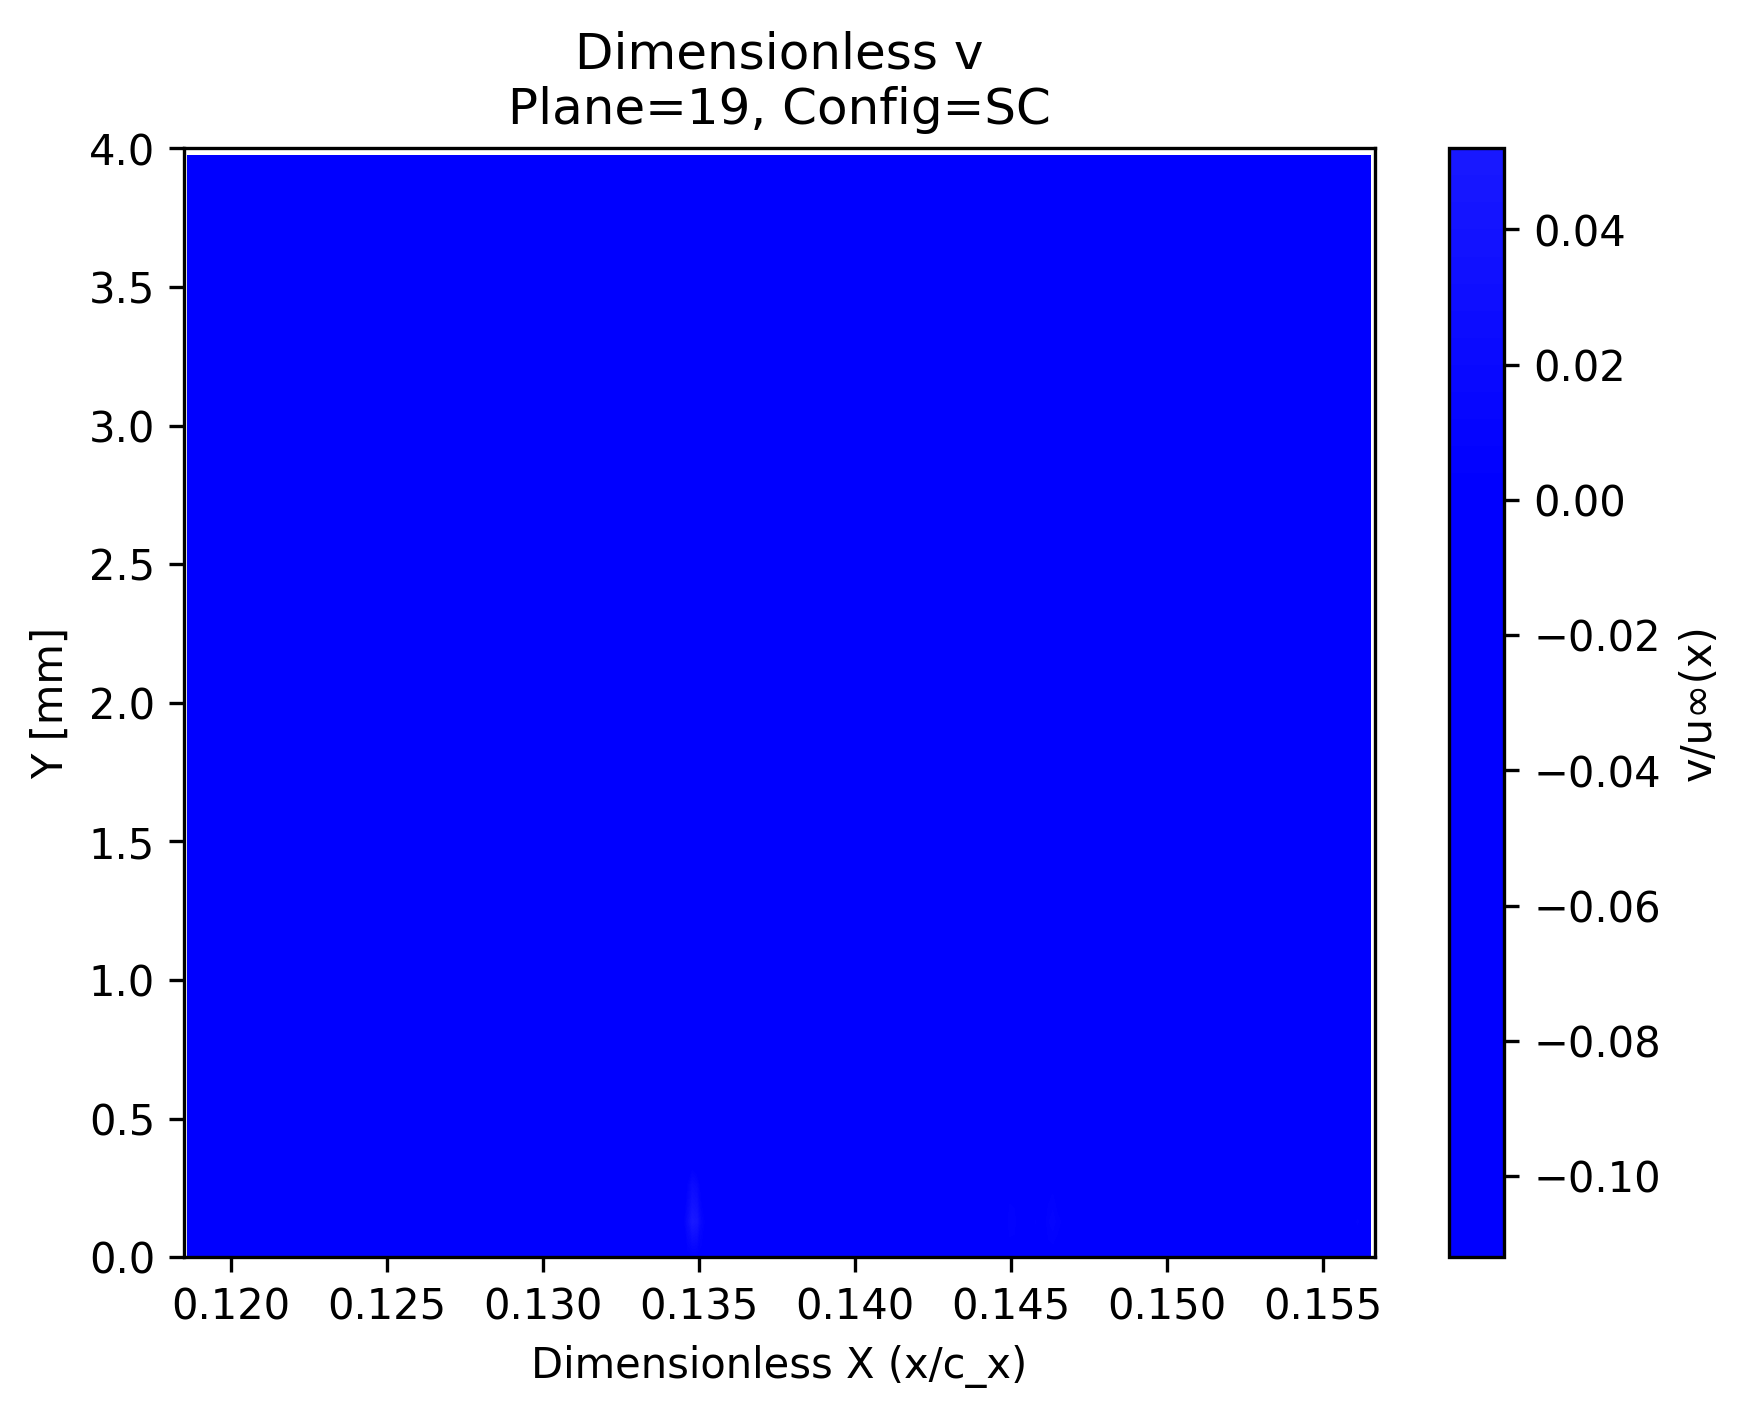 Dimensionless v
Plane=19, Config=SC
4.0
3.5
3.0
2.5
2.0
1.5
1.0
0.5
0.0
Y [mm]
0.120 0.125 0.130 0.135 0.140 0.145 0.150 0.155
Dimensionless X (x/c_x)
0.04
0.02
0.00
−0.02
−0.04
−0.06
−0.08
−0.10
v/u∞(x)